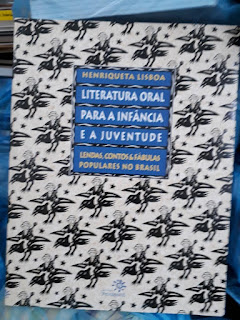 HENRIQUETA LISBOA
LITERATURA ORAL
PARA A INFÂNCIA
E A JUVENTUDE
LENDAS, CONTOS & FÁBULAS
POPULARES NO BRASIL